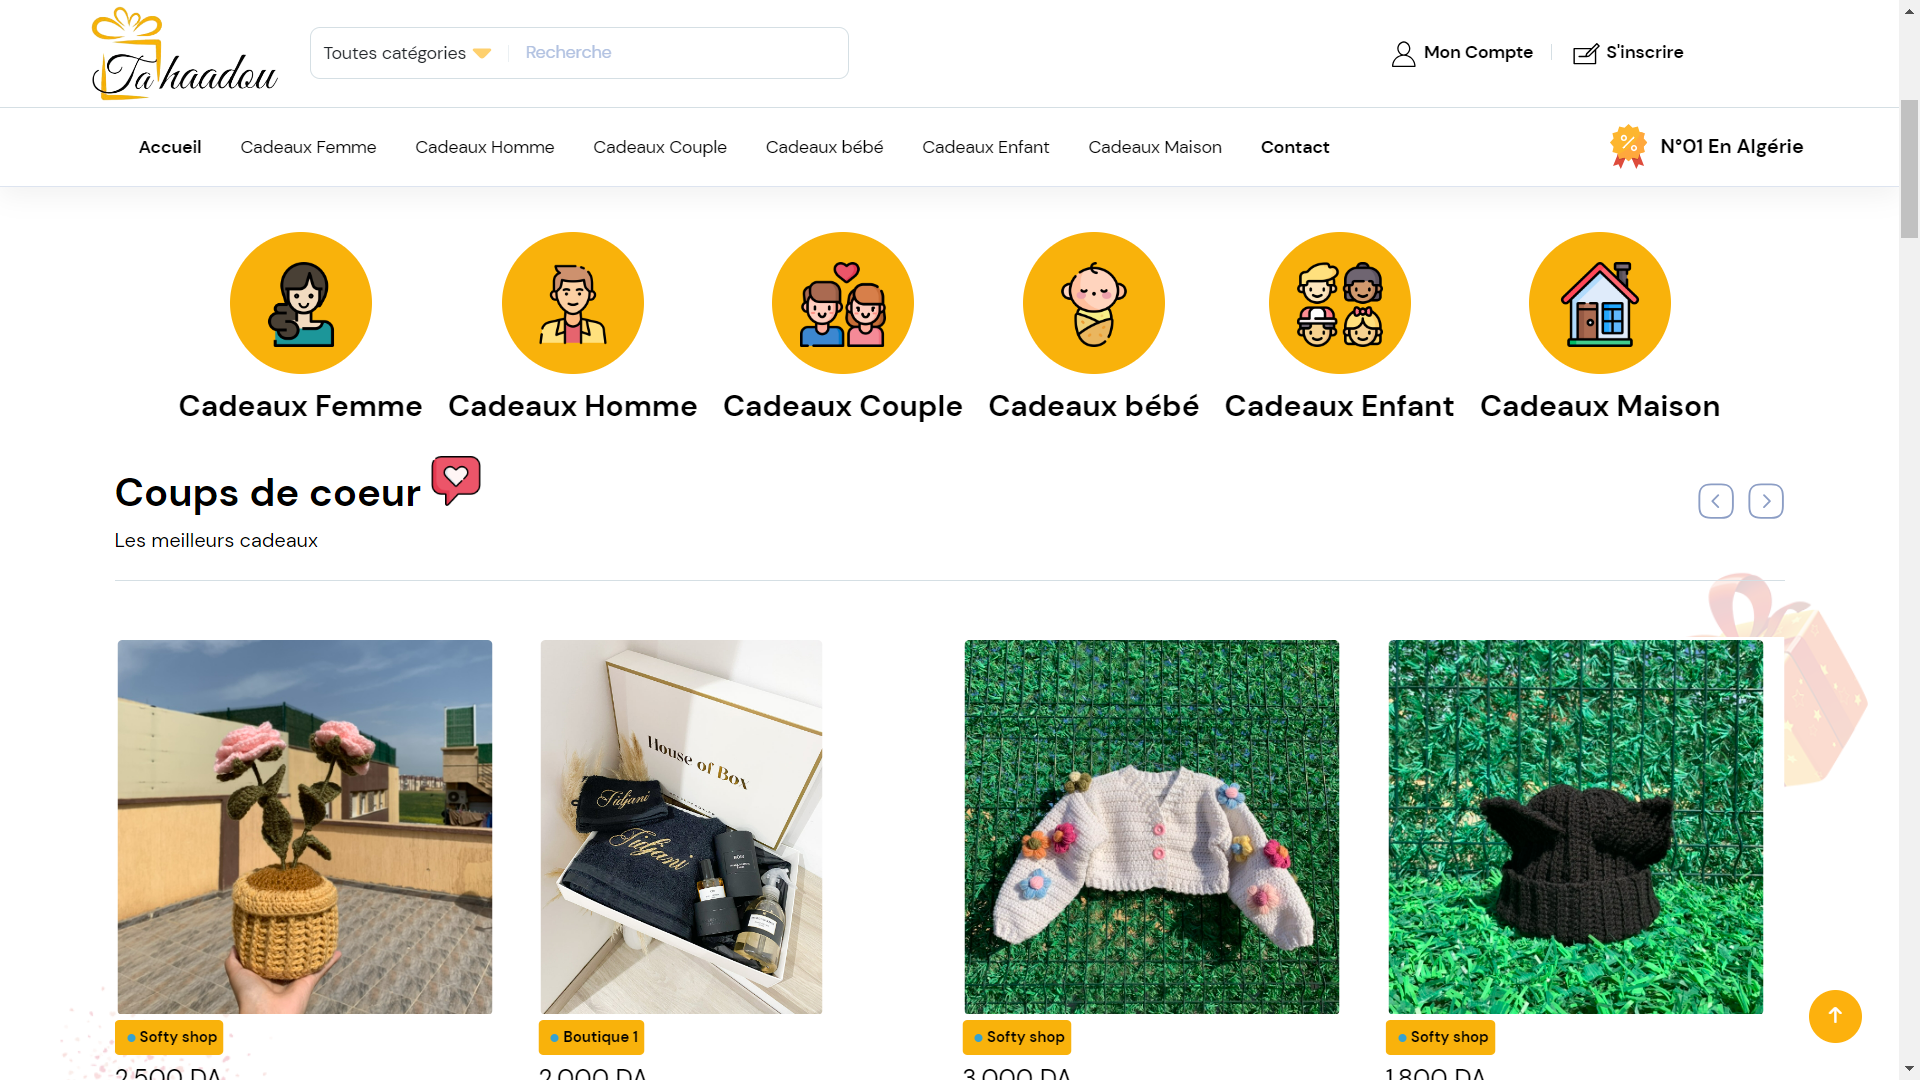 Tahaadou
Toutes catégories
Recherche
Mon Compte
S'inscrire
Accueil
Cadeaux Femme
Cadeaux Homme
Cadeaux Couple
Cadeaux bébé
Cadeaux Enfant
Cadeaux Maison
Contact
N°01 En Algérie
Cadeaux Femme
Cadeaux Homme
Cadeaux Couple
Cadeaux bébé
Cadeaux Enfant
Cadeaux Maison
Coups de coeur
Les meilleurs cadeaux
House of Box
Tidjani
Tidjani
Softy shop
Boutique 1
Softy shop
Softy shop
2,500 DA
2,000 DA
3,000 DA
1,800 DA